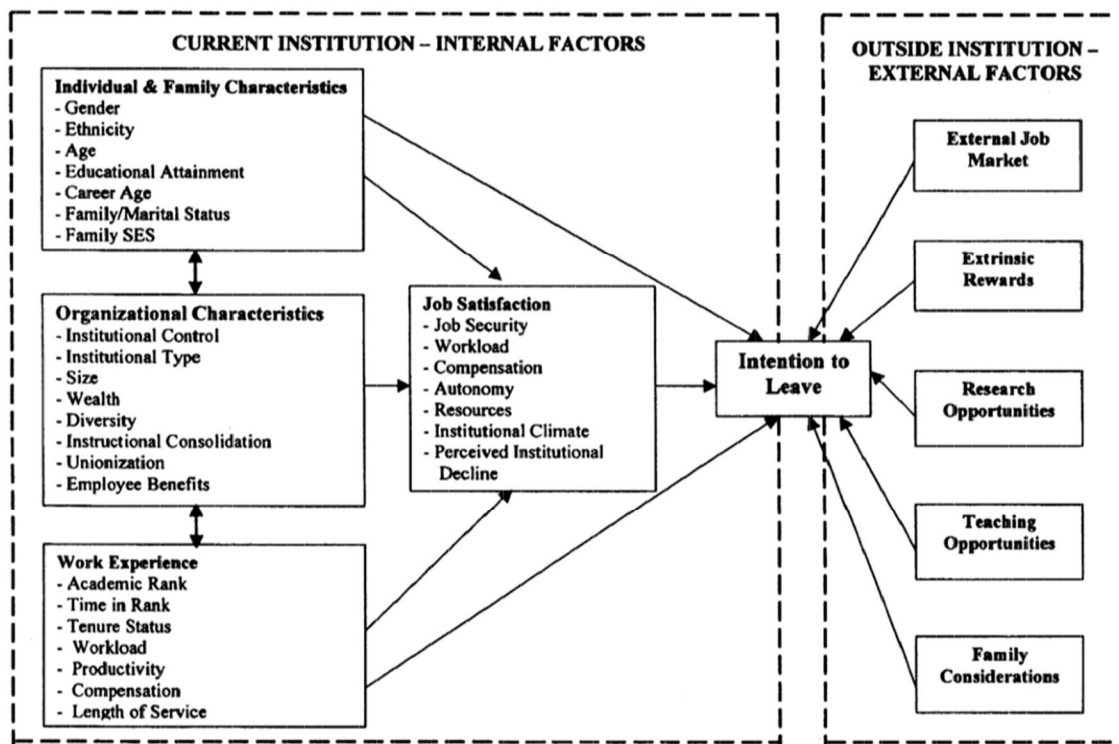 CURRENT INSTITUTION – INTERNAL FACTORS
Individual & Family Characteristics
- Gender
- Ethnicity
- Age
- Educational Attainment
- Career Age
- Family/Marital Status
- Family SES
Organizational Characteristics
- Institutional Control
- Institutional Type
- Size
- Wealth
- Diversity
- Instructional Consolidation
- Unionization
- Employee Benefits
Work Experience
- Academic Rank
- Time in Rank
- Tenure Status
- Workload
- Productivity
- Compensation
- Length of Service
Job Satisfaction
- Job Security
- Workload
- Compensation
- Autonomy
- Resources
- Institutional Climate
- Perceived Institutional
Decline
Intention to
Leave
OUTSIDE INSTITUTION –
EXTERNAL FACTORS
External Job
Market
Extrinsic
Rewards
Research
Opportunities
Teaching
Opportunities
Family
Considerations